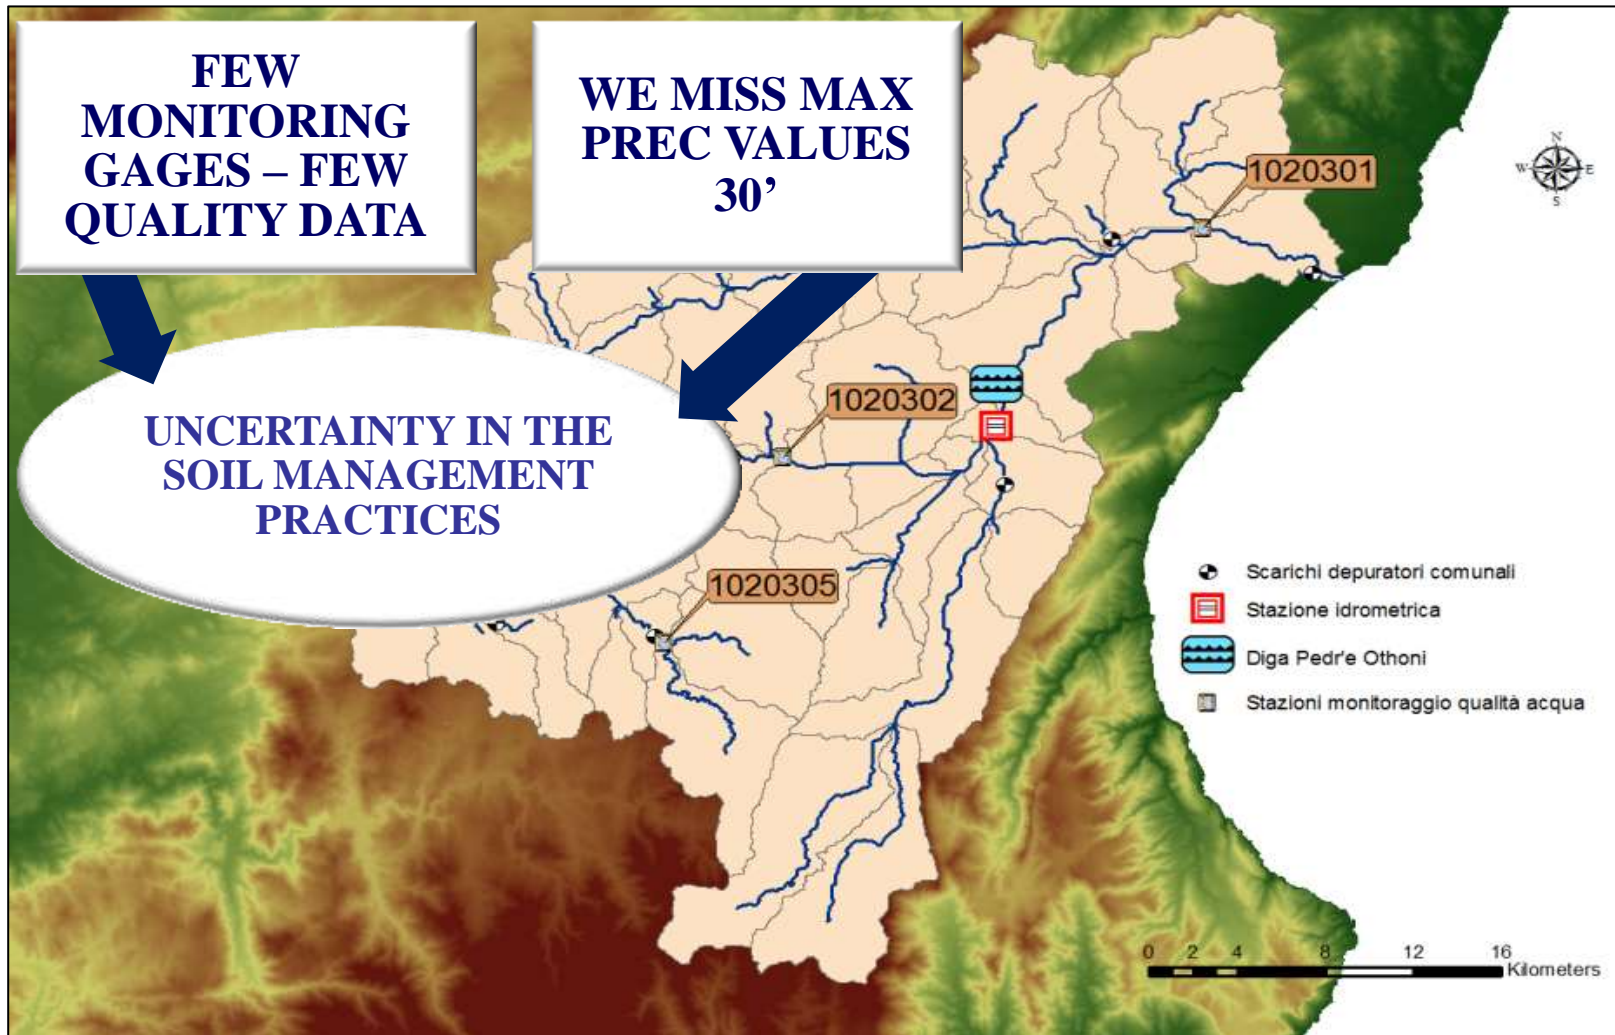 FEW
MONITORING
GAGES – FEW
QUALITY DATA
WE MISS MAX
PREC VALUES
30’
UNCERTAINTY IN THE
SOIL MANAGEMENT
PRACTICES
1020301
1020302
1020305
N
W
E
S
Scarichi depuratori comunali
Stazione idrometrica
Diga Pedr'e Othoni
Stazioni monitoraggio qualità acqua
0 2 4 8 12 16
Kilometers